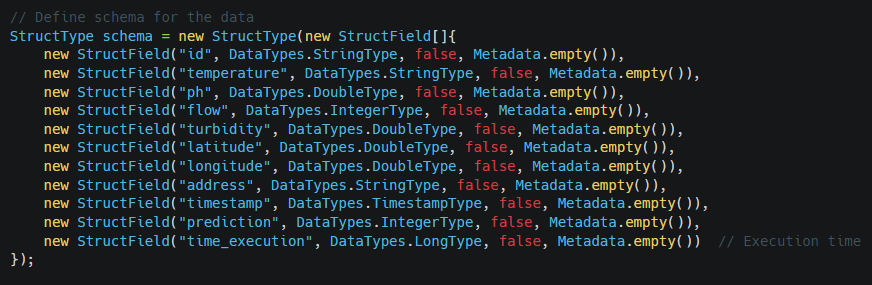 // Define schema for the data
StructType schema = new StructType(new StructField[]{
    new StructField("id", DataTypes.StringType, false, Metadata.empty()),
    new StructField("temperature", DataTypes.StringType, false, Metadata.empty()),
    new StructField("ph", DataTypes.DoubleType, false, Metadata.empty()),
    new StructField("flow", DataTypes.IntegerType, false, Metadata.empty()),
    new StructField("turbidity", DataTypes.DoubleType, false, Metadata.empty()),
    new StructField("latitude", DataTypes.DoubleType, false, Metadata.empty()),
    new StructField("longitude", DataTypes.DoubleType, false, Metadata.empty()),
    new StructField("address", DataTypes.StringType, false, Metadata.empty()),
    new StructField("timestamp", DataTypes.TimestampType, false, Metadata.empty()),
    new StructField("prediction", DataTypes.IntegerType, false, Metadata.empty()),
    new StructField("time_execution", DataTypes.LongType, false, Metadata.empty())  // Execution time
});